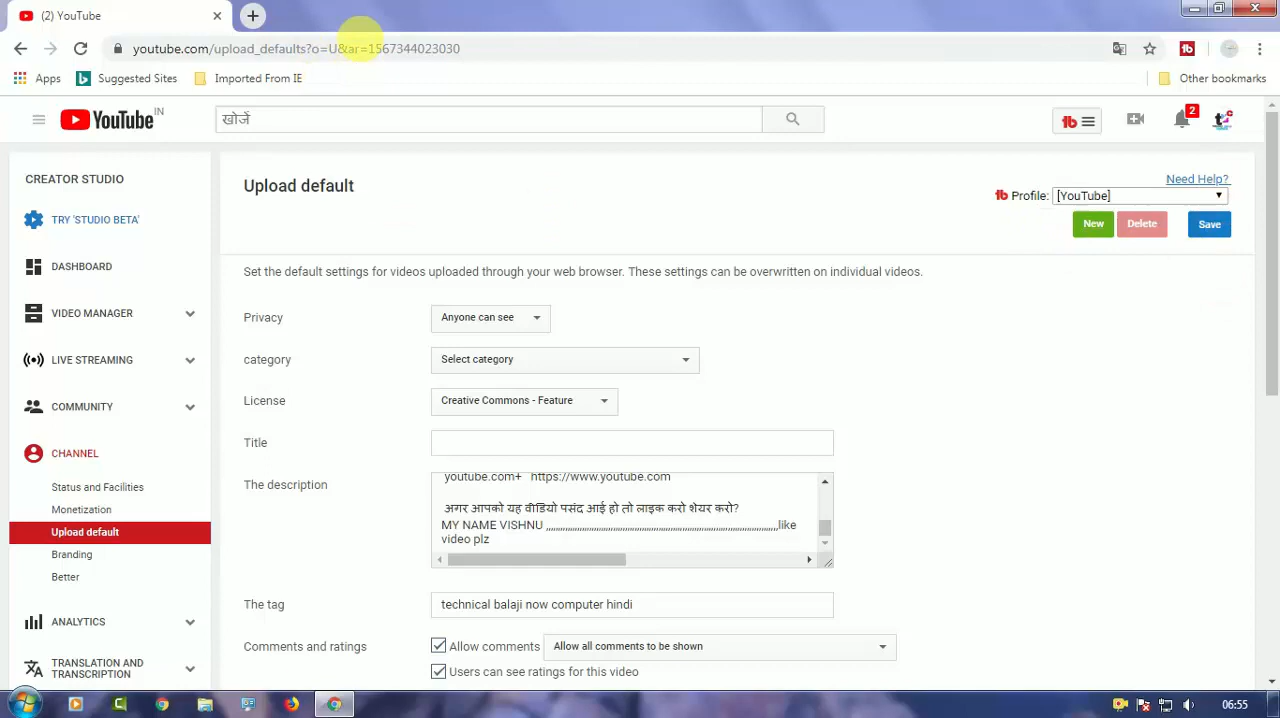 (2) YouTube
youtube.com/upload_defaults?o=U&ar=1567344023030
Apps Suggested Sites Imported From IE Other bookmarks
YouTube IN
खोजें
2
CREATOR STUDIO
TRY 'STUDIO BETA'
DASHBOARD
VIDEO MANAGER
LIVE STREAMING
COMMUNITY
CHANNEL
Status and Facilities
Monetization
Upload default
Branding
Better
ANALYTICS
TRANSLATION AND
TRANSCRIPTION
Upload default
Need Help?
Profile: [YouTube]
New Delete Save
Set the default settings for videos uploaded through your web browser. These settings can be overwritten on individual videos.
Privacy Anyone can see
category Select category
License Creative Commons - Feature
Title
The description
youtube.com+ https://www.youtube.com
अगर आपको यह वीडियो पसंद आई हो तो लाइक करो शेयर करो?
MY NAME VISHNU ,,,,,,,,,,,,,,,,,,,,,,,,,,,,,,,,,,,,,,,,,,,,,,,,,,,,,,,,,,,,,,,,,,,,,,,,,,like
video plz
The tag technical balaji now computer hindi
Comments and ratings Allow comments Allow all comments to be shown
Users can see ratings for this video
06:55